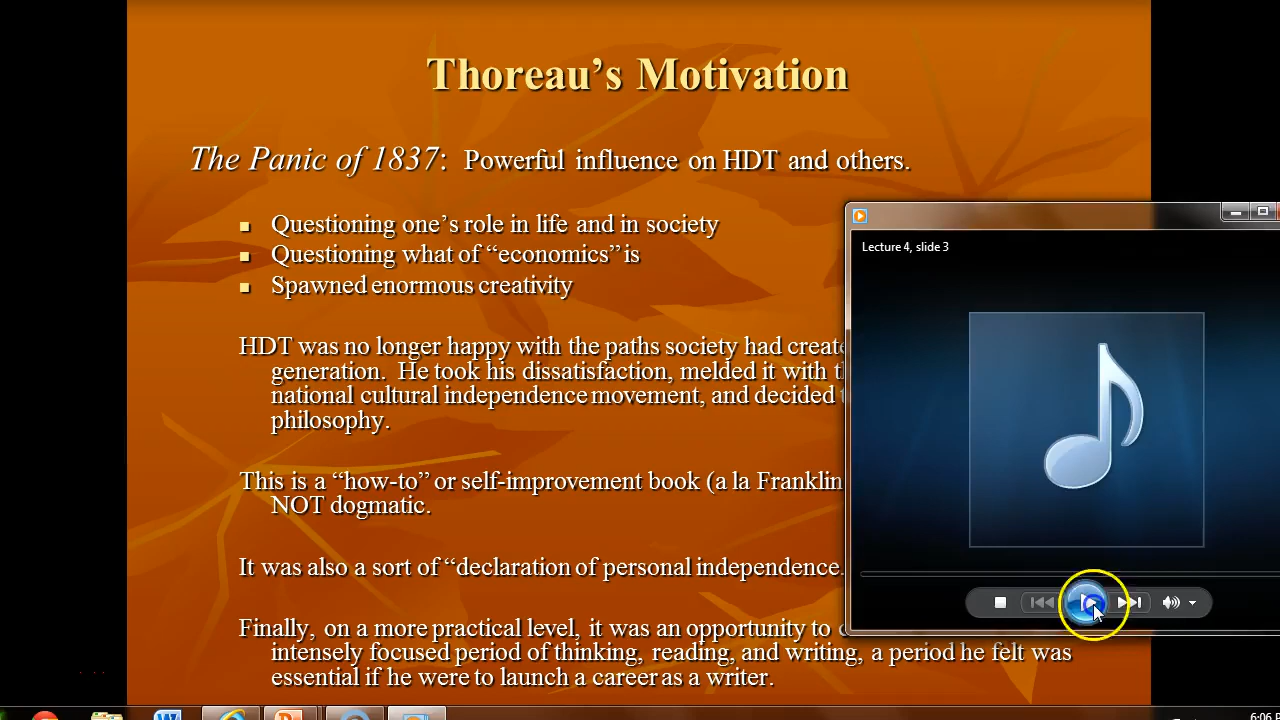 Thoreau’s Motivation
The Panic of 1837: Powerful influence on HDT and others.
Questioning one’s role in life and in society
Questioning what of “economics” is
Spawned enormous creativity
Lecture 4, slide 3
HDT was no longer happy with the paths society had
generation. He took his dissatisfaction, melded it with
national cultural independence movement, and decided
philosophy.
This is a “how-to” or self-improvement book (a la Franklin
NOT dogmatic.
It was also a sort of “declaration of personal independence.
Finally, on a more practical level, it was an opportunity to
intensely focused period of thinking, reading, and writing, a period he felt was
essential if he were to launch a career as a writer.